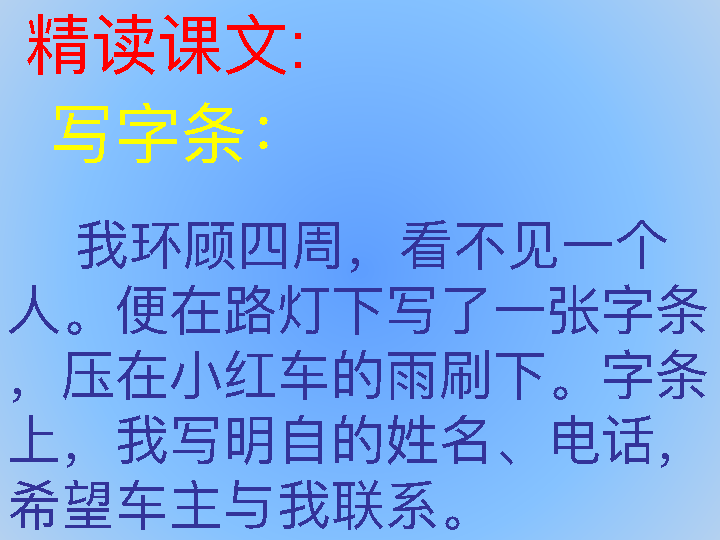 精读课文:
写字条：
我环顾四周，看不见一个
人。便在路灯下写了一张字条
，压在小红车的雨刷下。字条
上，我写明自的姓名、电话，
希望车主与我联系。